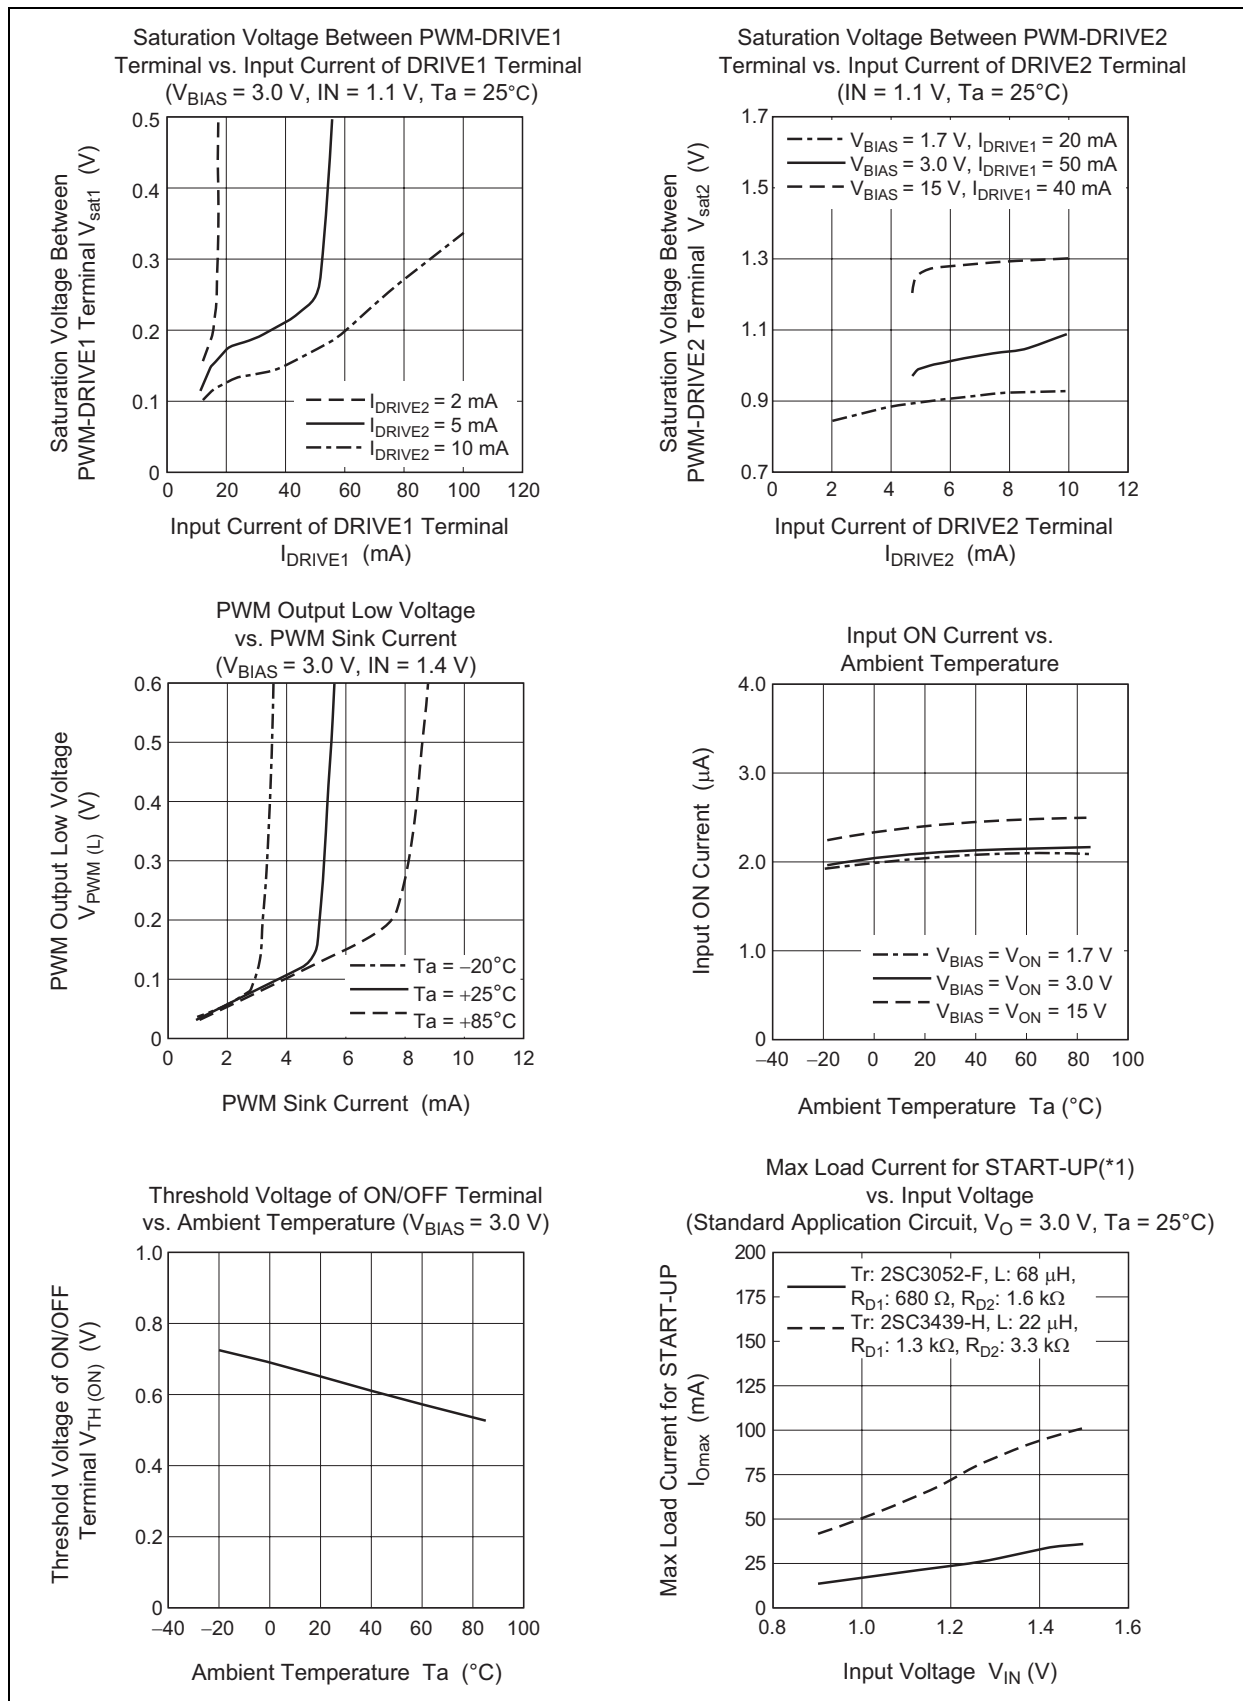 Saturation Voltage Between PWM-DRIVE1
Terminal vs. Input Current of DRIVE1 Terminal
(VBIAS = 3.0 V, IN = 1.1 V, Ta = 25°C)
Saturation Voltage Between
PWM-DRIVE1 Terminal Vsat1 (V)
0.5
0.4
0.3
0.2
0.1
0
IDRIVE2 = 2 mA
IDRIVE2 = 5 mA
IDRIVE2 = 10 mA
0 20 40 60 80 100 120
Input Current of DRIVE1 Terminal
IDRIVE1 (mA)
Saturation Voltage Between PWM-DRIVE2
Terminal vs. Input Current of DRIVE2 Terminal
(IN = 1.1 V, Ta = 25°C)
Saturation Voltage Between
PWM-DRIVE2 Terminal Vsat2 (V)
1.7
1.5
1.3
1.1
0.9
0.7
VBIAS = 1.7 V, IDRIVE1 = 20 mA
VBIAS = 3.0 V, IDRIVE1 = 50 mA
VBIAS = 15 V, IDRIVE1 = 40 mA
0 2 4 6 8 10 12
Input Current of DRIVE2 Terminal
IDRIVE2 (mA)
PWM Output Low Voltage
vs. PWM Sink Current
(VBIAS = 3.0 V, IN = 1.4 V)
PWM Output Low Voltage
VPWM (L) (V)
0.6
0.5
0.4
0.3
0.2
0.1
0
Ta = −20°C
Ta = +25°C
Ta = +85°C
0 2 4 6 8 10 12
PWM Sink Current (mA)
Input ON Current vs.
Ambient Temperature
Input ON Current (μA)
4.0
3.0
2.0
1.0
0
VBIAS = VON = 1.7 V
VBIAS = VON = 3.0 V
VBIAS = VON = 15 V
−40 −20 0 20 40 60 80 100
Ambient Temperature Ta (°C)
Threshold Voltage of ON/OFF Terminal
vs. Ambient Temperature (VBIAS = 3.0 V)
Threshold Voltage of ON/OFF
Terminal VTH (ON) (V)
1.0
0.8
0.6
0.4
0.2
0
−40 −20 0 20 40 60 80 100
Ambient Temperature Ta (°C)
Max Load Current for START-UP(*1)
vs. Input Voltage
(Standard Application Circuit, VO = 3.0 V, Ta = 25°C)
Max Load Current for START-UP
IOmax (mA)
200
175
150
125
100
75
50
25
0
Tr: 2SC3052-F, L: 68 μH,
RD1: 680 Ω, RD2: 1.6 kΩ
Tr: 2SC3439-H, L: 22 μH,
RD1: 1.3 kΩ, RD2: 3.3 kΩ
0.8 1.0 1.2 1.4 1.6
Input Voltage VIN (V)